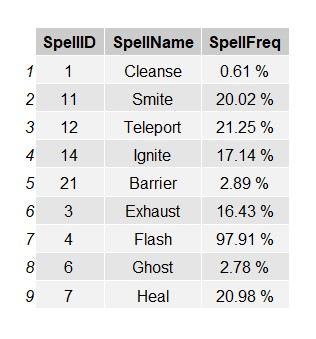 SpellID SpellName SpellFreq
1 1 Cleanse 0.61 %
2 11 Smite 20.02 %
3 12 Teleport 21.25 %
4 14 Ignite 17.14 %
5 21 Barrier 2.89 %
6 3 Exhaust 16.43 %
7 4 Flash 97.91 %
8 6 Ghost 2.78 %
9 7 Heal 20.98 %